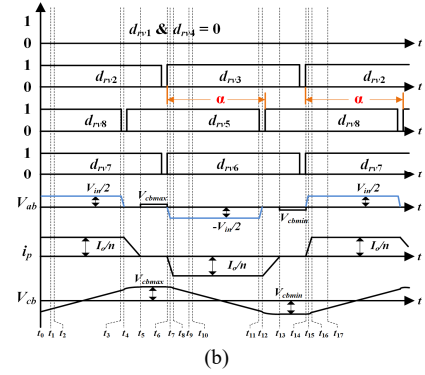 1
0
d_rv1 & d_rv4 = 0
t
1
0
d_rv2
d_rv3
d_rv2
t
α
α
1
0
d_rv8
d_rv5
d_rv8
t
1
0
d_rv7
d_rv6
d_rv7
t
V_ab
V_in/2
V_cbmax
-V_in/2
V_cbmin
V_in/2
t
i_p
I_o/n
I_o/n
I_o/n
t
V_cb
V_cbmax
V_cbmin
t
t_0 t_1 t_2 t_3 t_4 t_5 t_6 t_7 t_8 t_9 t_10 t_11 t_12 t_13 t_14 t_15 t_16 t_17
(b)